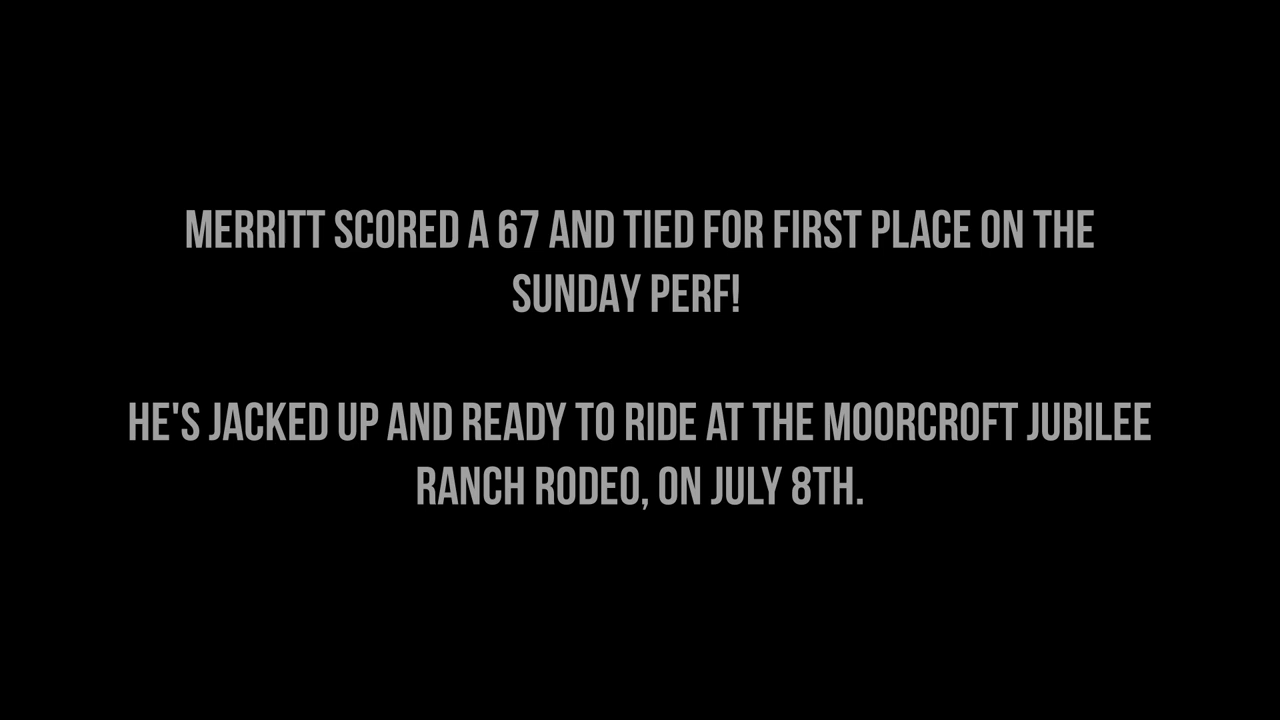 MERRITT SCORED A 67 AND TIED FOR FIRST PLACE ON THE
SUNDAY PERF!
HE'S JACKED UP AND READY TO RIDE AT THE MOORCROFT JUBILEE
RANCH RODEO, ON JULY 8TH.